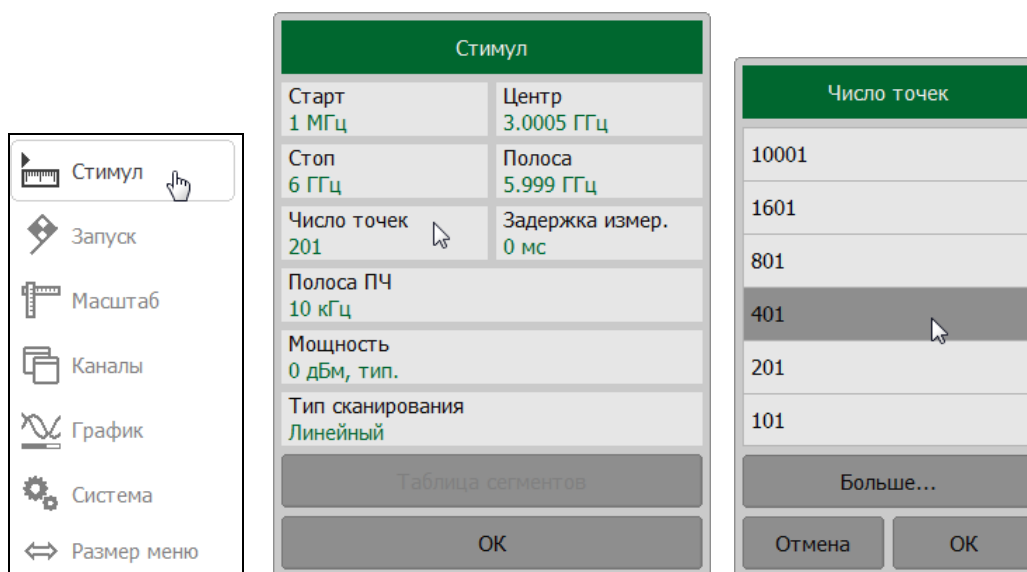 Стимул
Запуск
Масштаб
Каналы
График
Система
Размер меню
Стимул
Старт
1 МГц
Центр
3.0005 ГГц
Стоп
6 ГГц
Полоса
5.999 ГГц
Число точек
201
Задержка измер.
0 мс
Полоса ПЧ
10 кГц
Мощность
0 дБм, тип.
Тип сканирования
Линейный
Таблица сегментов
ОК
Число точек
10001
1601
801
401
201
101
Больше...
Отмена
ОК